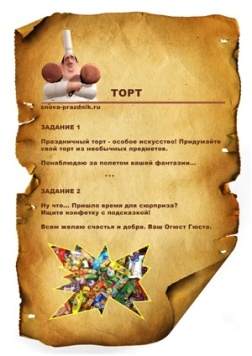 ТОРТ
snova-prazdnik.ru
ЗАДАНИЕ 1
Праздничный торт - особое искусство! Придумайте
свой торт из необычных предметов.
Понаблюдаю за полетом вашей фантазии...
***
ЗАДАНИЕ 2
Ну что... Пришло время для сюрприза?
Ищите конфетку с подсказкой!
Всем желаю счастья и добра. Ваш Огюст Гюсто.